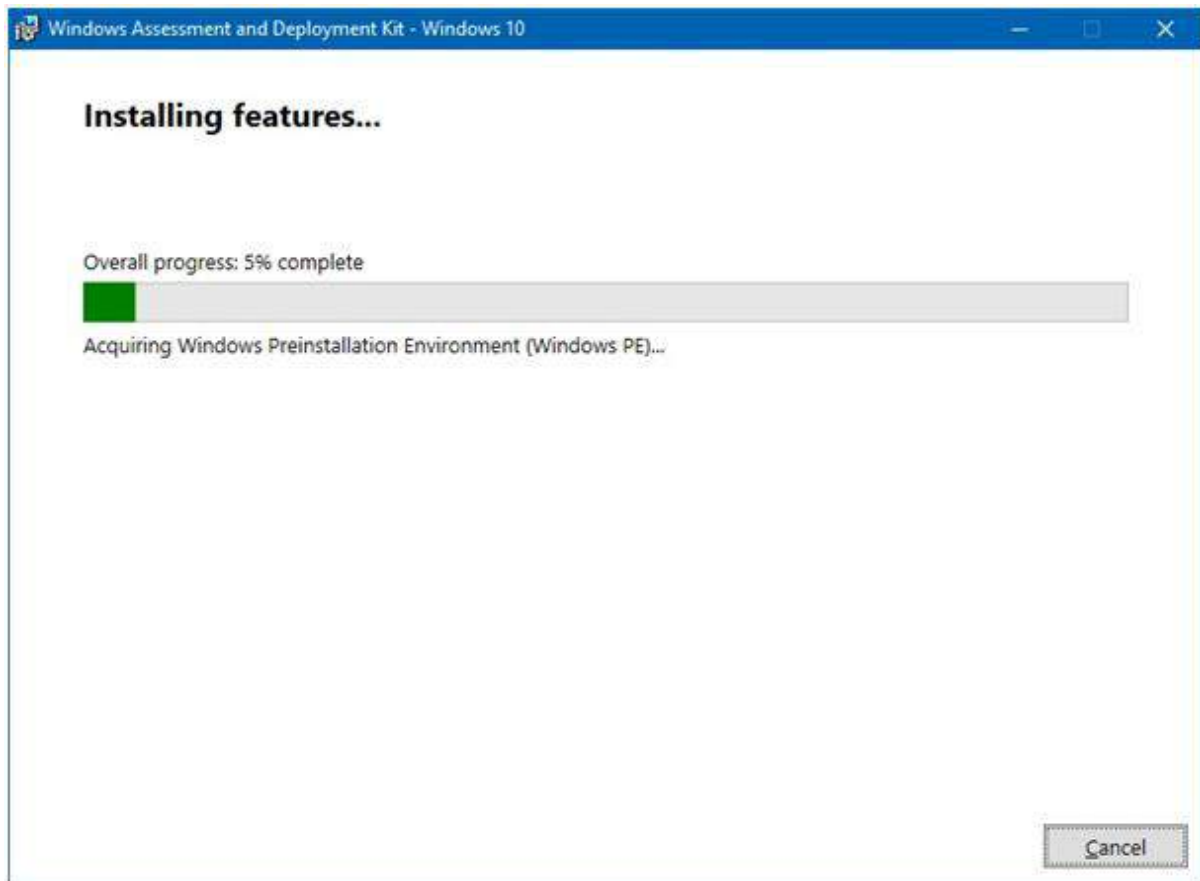 Windows Assessment and Deployment Kit - Windows 10
Installing features...
Overall progress: 5% complete
Acquiring Windows Preinstallation Environment (Windows PE)...
Cancel